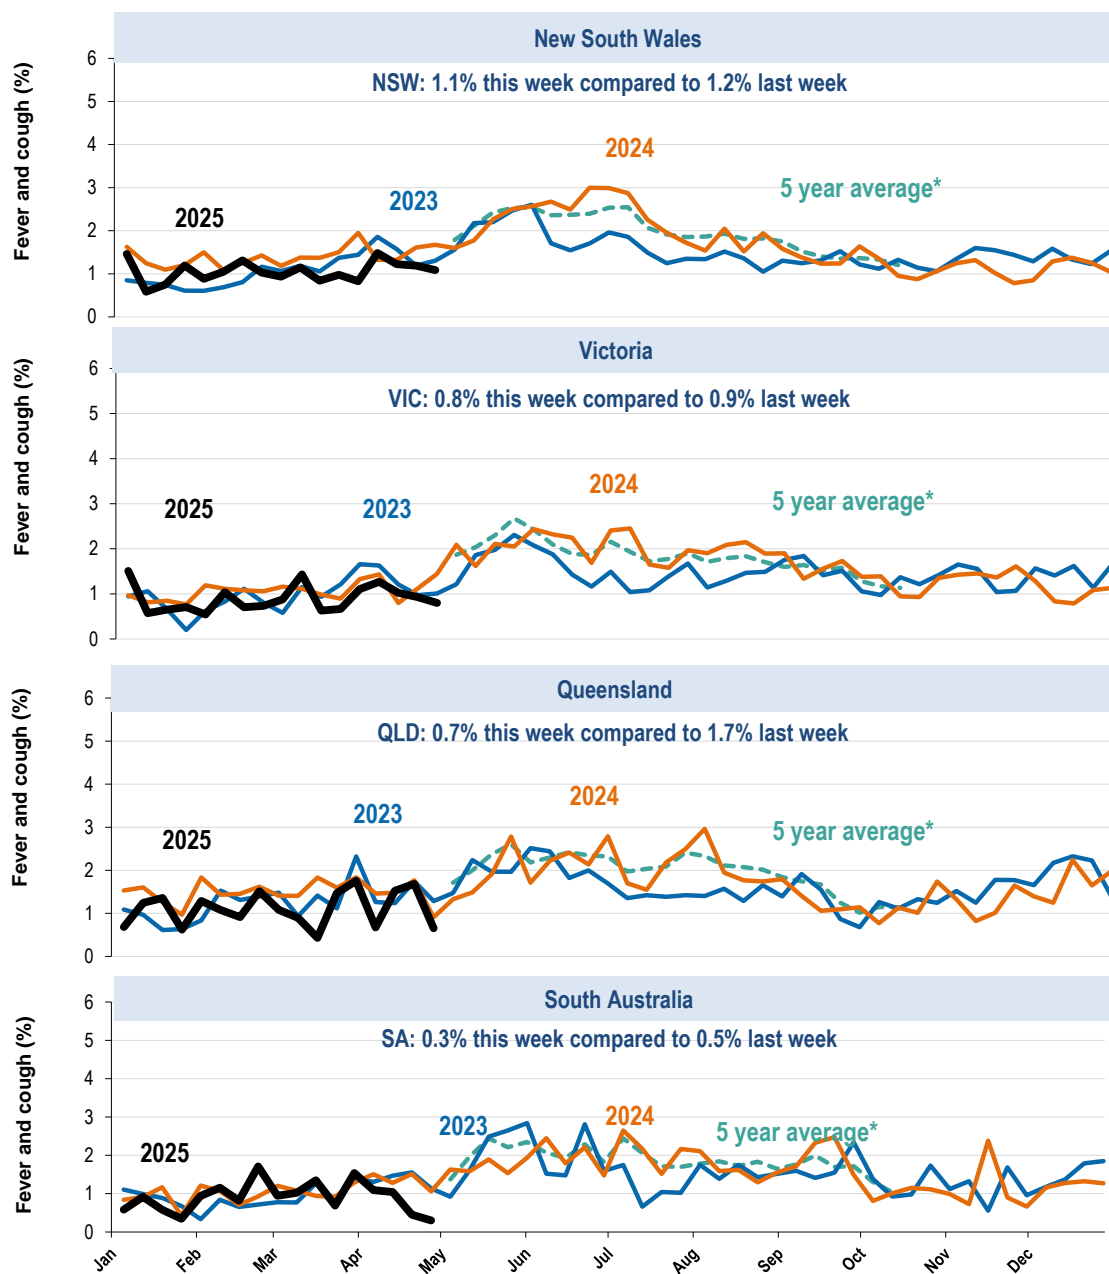 New South Wales
Fever and cough (%)
6
5
4
3
2
1
0
NSW: 1.1% this week compared to 1.2% last week
2025
2023
2024
5 year average*
Victoria
Fever and cough (%)
6
5
4
3
2
1
0
VIC: 0.8% this week compared to 0.9% last week
2025
2023
2024
5 year average*
Queensland
Fever and cough (%)
6
5
4
3
2
1
0
QLD: 0.7% this week compared to 1.7% last week
2025
2023
2024
5 year average*
South Australia
Fever and cough (%)
6
5
4
3
2
1
0
SA: 0.3% this week compared to 0.5% last week
2025
2023
2024
5 year average*
Jan Feb Mar Apr May Jun Jul Aug Sep Oct Nov Dec